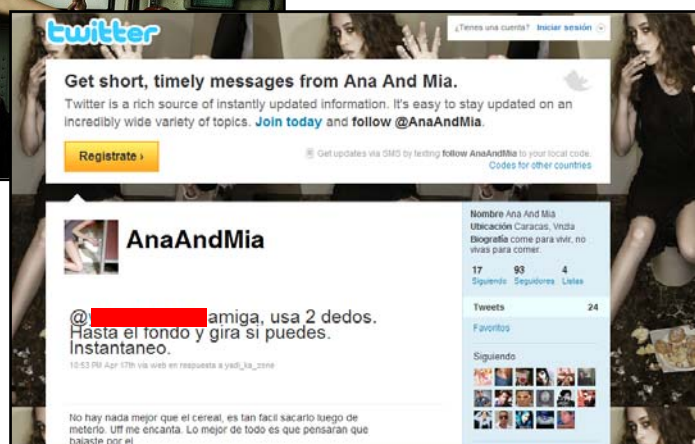 twitter
¿Tienes una cuenta? Iniciar sesión
Get short, timely messages from Ana And Mia.
Twitter is a rich source of instantly updated information. It's easy to stay updated on an
incredibly wide variety of topics. Join today and follow @AnaAndMia.
Registrate ›
Get updates via SMS by texting follow AnaAndMia to your local code.
Codes for other countries
AnaAndMia
@ amiga, usa 2 dedos.
Hasta el fondo y gira si puedes.
Instantaneo.
10:53 PM Apr 17th via web en respuesta a
No hay nada mejor que el cereal, es tan facil sacarlo luego de
meterlo. Uff me encanta. Lo mejor de todo es que pensaran que
bajaste por el
Nombre Ana And Mia
Ubicación Caracas, Vnzla
Biografía come para vivir, no
vivas para comer.
17 93 4
Siguiendo Seguidores Listas
Tweets 24
Favoritos
Siguiendo